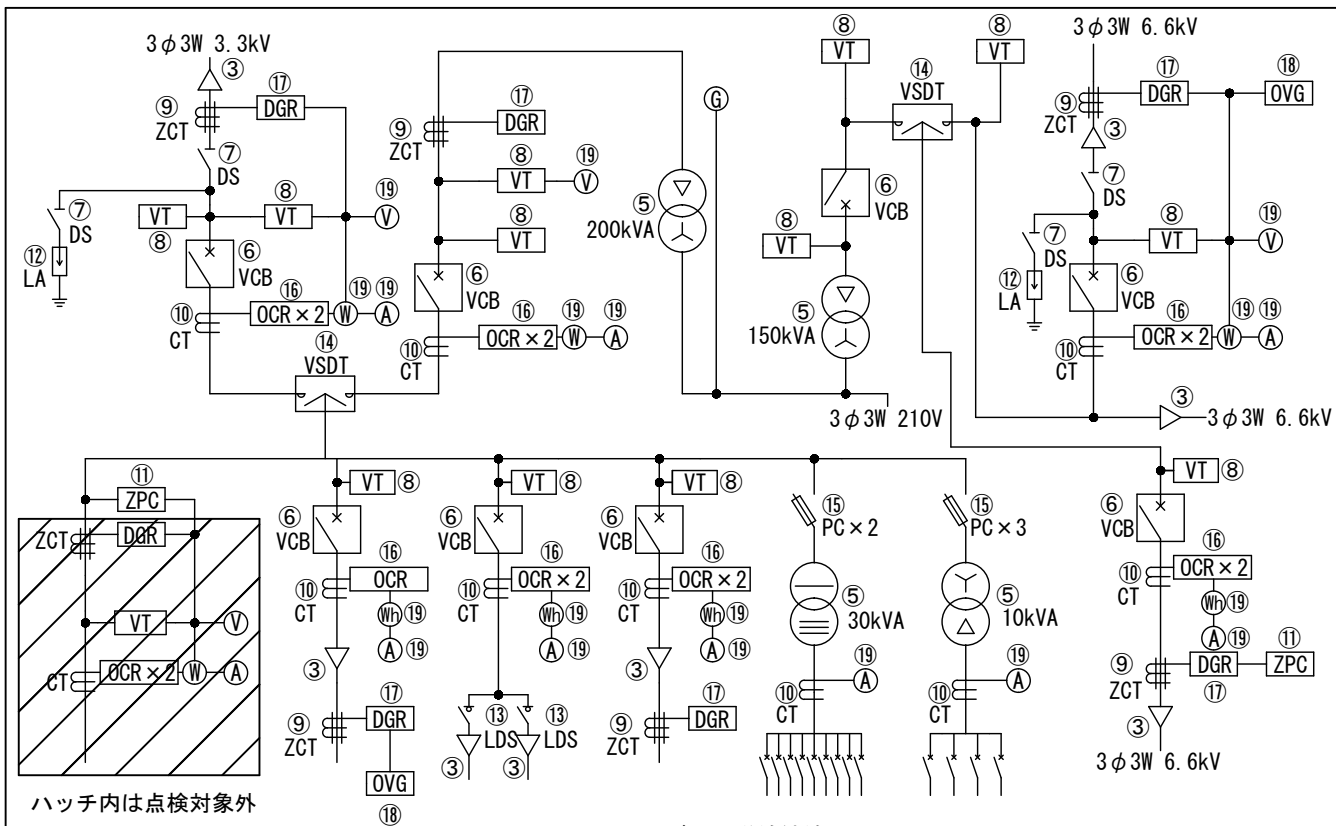 3φ3W 3.3kV
③
⑰
⑨
DGR
ZCT
⑦
DS
⑧
⑲
VT
VT
V
⑧
⑦
DS
⑫
LA
⑥
VCB
⑯
⑲
⑲
⑩
OCR×2
W
A
CT
⑭
VSDT
⑰
⑨
DGR
ZCT
⑧
⑲
VT
V
⑧
VT
⑥
VCB
⑯
⑲
⑲
OCR×2
W
A
⑩
CT
⑤
200kVA
G
⑧
VT
⑭
VSDT
⑧
VT
⑥
VCB
⑧
VT
⑤
150kVA
3φ3W 210V
3φ3W 6.6kV
⑰
⑱
⑨
DGR
OVG
ZCT
③
⑦
DS
⑧
⑲
VT
V
⑦
DS
⑫
LA
⑥
VCB
⑯
⑲
⑲
OCR×2
W
A
⑩
CT
③
3φ3W 6.6kV
⑪
ZPC
ZCT
DGR
VT
V
CT
OCR×2
W
A
ハッチ内は点検対象外
VT
⑧
⑥
VCB
⑯
⑩
OCR
CT
Wh
⑲
A
⑲
③
⑰
⑨
DGR
ZCT
OVG
⑱
VT
⑧
⑥
VCB
⑯
⑩
OCR×2
CT
Wh
⑲
A
⑲
⑬
⑬
LDS
LDS
③
③
VT
⑧
⑥
VCB
⑯
⑩
OCR×2
CT
Wh
⑲
A
⑲
③
⑰
⑨
DGR
ZCT
⑮
PC×2
⑤
30kVA
⑲
A
⑩
CT
⑮
PC×3
⑤
10kVA
⑲
A
⑩
CT
VT
⑧
⑥
VCB
⑯
⑩
OCR×2
CT
Wh
⑲
A
⑲
⑪
⑨
DGR
ZPC
ZCT
⑰
③
3φ3W 6.6kV